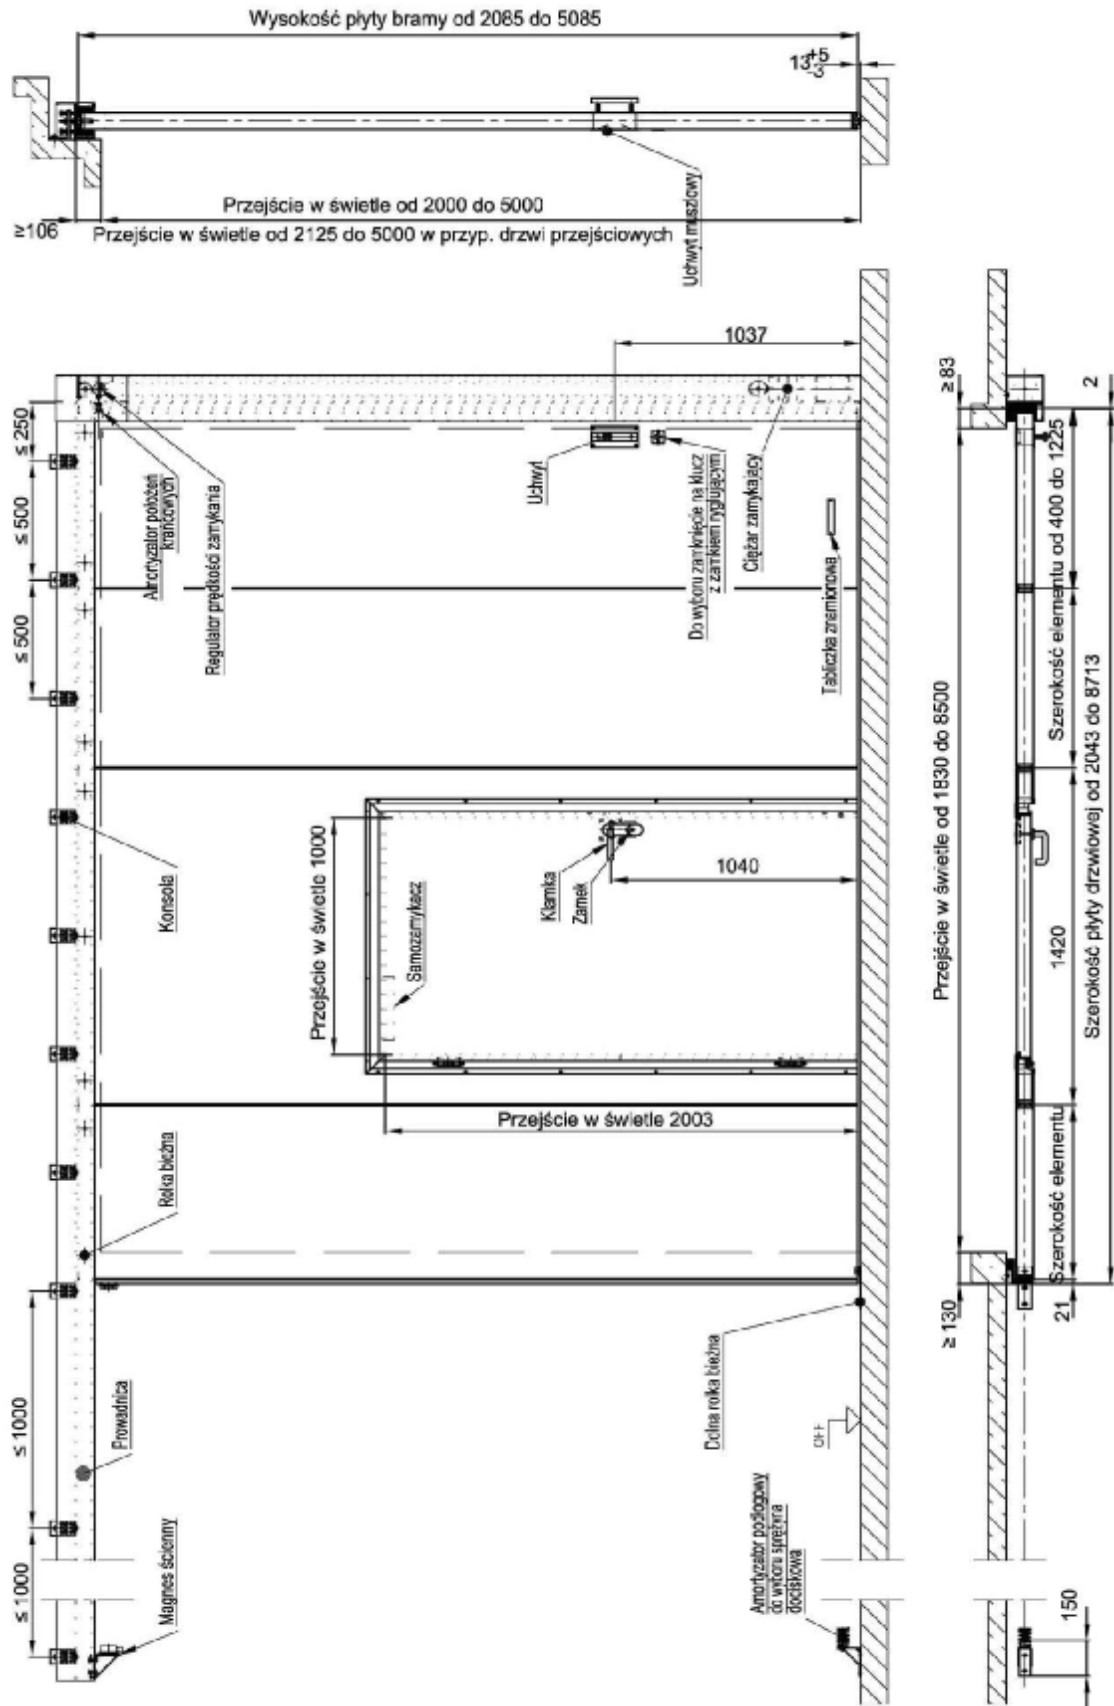 Wysokość płyty bramy od 2085 do 5085
13 +5 -3
Uchwyt muszlowy
Przejście w świetle od 2000 do 5000
≥106
Przejście w świetle od 2125 do 5000 w przyp. drzwi przejściowych
≤ 250
≤ 500
≤ 500
Amortyzator położeń
krańcowych
Regulator prędkości zamykania
Uchwyt
1037
Do wyboru zamknięcie na klucz
z zamkiem ryglującym
Ciężar zamykający
Tabliczka znamionowa
Konsola
Przejście w świetle 1000
Samozamykacz
Klamka
Zamek
1040
Przejście w świetle 2003
Rolka bieżna
≤ 1000
≤ 1000
Prowadnica
Magnes ścienny
Dolna rolka bieżna
OFF
Amortyzator podłogowy
do wyboru sprężyna
dociskowa
≥ 83
2
Przejście w świetle od 1830 do 8500
Szerokość elementu od 400 do 1225
1420
Szerokość płyty drzwiowej od 2043 do 8713
Szerokość elementu
≥ 130
21
150